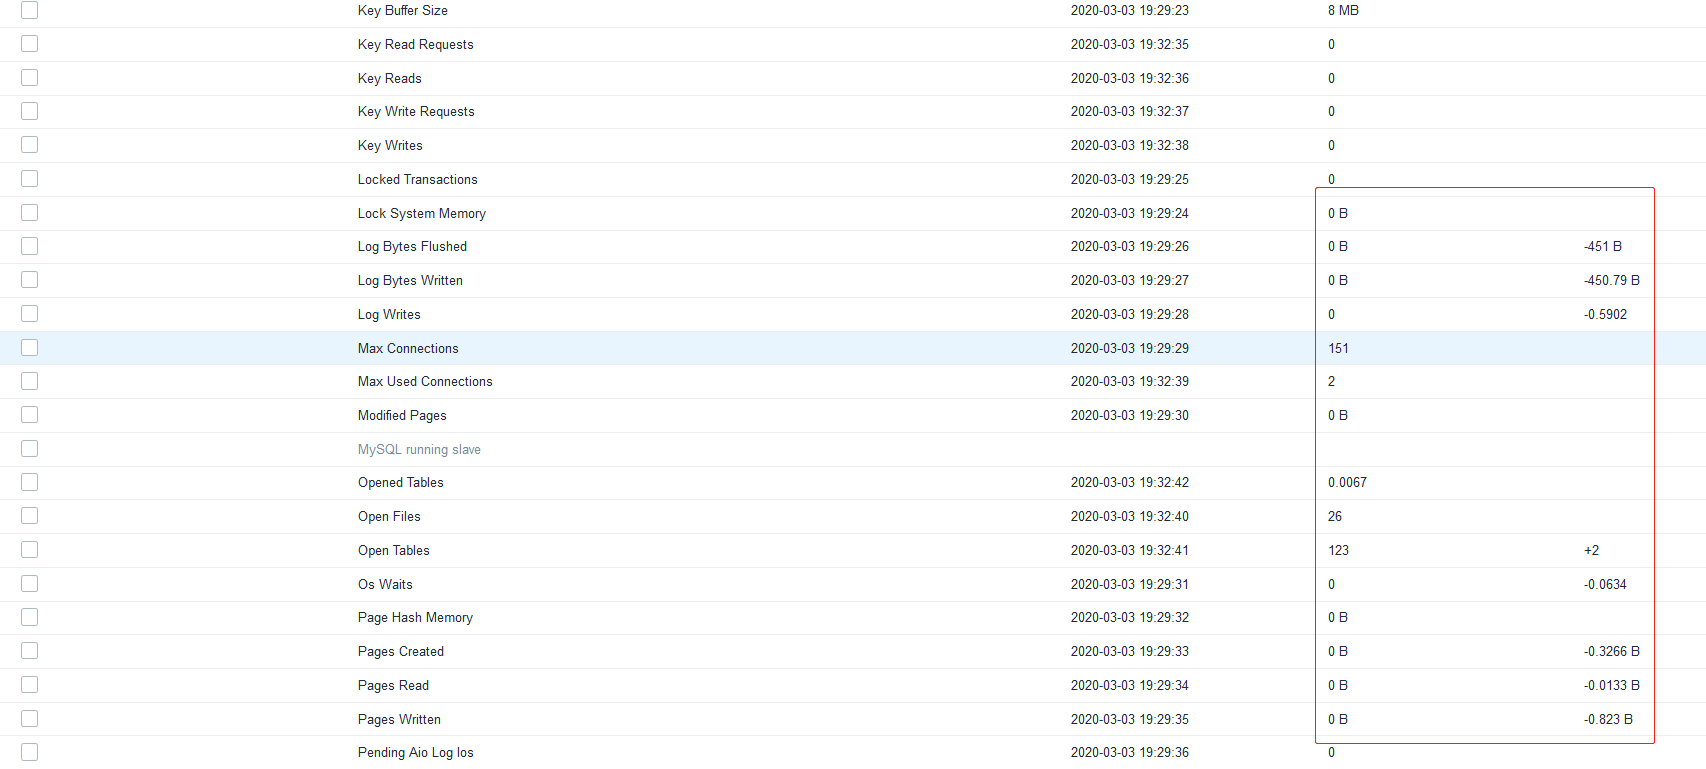 Key Buffer Size 2020-03-03 19:29:23 8 MB
Key Read Requests 2020-03-03 19:32:35 0
Key Reads 2020-03-03 19:32:36 0
Key Write Requests 2020-03-03 19:32:37 0
Key Writes 2020-03-03 19:32:38 0
Locked Transactions 2020-03-03 19:29:25 0
Lock System Memory 2020-03-03 19:29:24 0 B
Log Bytes Flushed 2020-03-03 19:29:26 0 B -451 B
Log Bytes Written 2020-03-03 19:29:27 0 B -450.79 B
Log Writes 2020-03-03 19:29:28 0 -0.5902
Max Connections 2020-03-03 19:29:29 151
Max Used Connections 2020-03-03 19:32:39 2
Modified Pages 2020-03-03 19:29:30 0 B
MySQL running slave
Opened Tables 2020-03-03 19:32:42 0.0067
Open Files 2020-03-03 19:32:40 26
Open Tables 2020-03-03 19:32:41 123 +2
Os Waits 2020-03-03 19:29:31 0 -0.0634
Page Hash Memory 2020-03-03 19:29:32 0 B
Pages Created 2020-03-03 19:29:33 0 B -0.3266 B
Pages Read 2020-03-03 19:29:34 0 B -0.0133 B
Pages Written 2020-03-03 19:29:35 0 B -0.823 B
Pending Aio Log Ios 2020-03-03 19:29:36 0